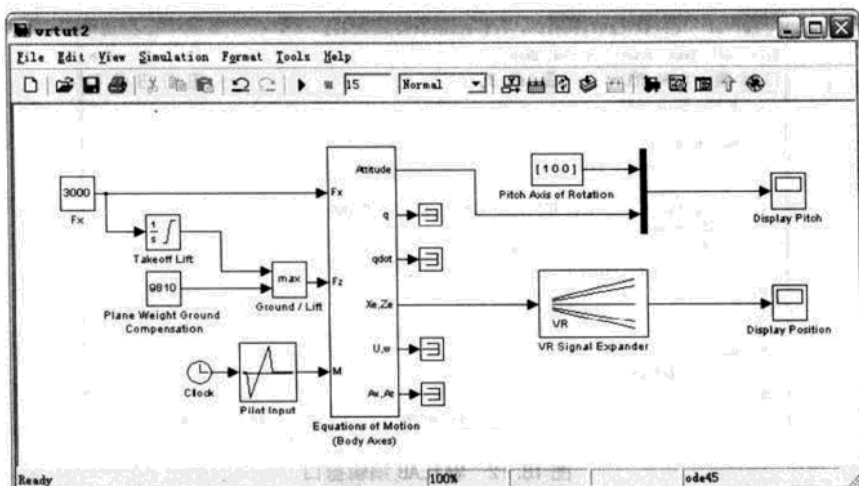 vrtut2
File Edit View Simulation Format Tools Help
15
Normal
3000
Fx
1
s
Takeoff Lift
9810
Plane Weight Ground
Compensation
max
Ground / Lift
Clock
Pilot Input
Fx
Fz
M
Attitude
q
qdot
Xe,Ze
U,w
Ax,Az
Equations of Motion
(Body Axes)
[1 0 0]
Pitch Axis of Rotation
Display Pitch
VR
VR Signal Expander
Display Position
Ready
100%
ode45